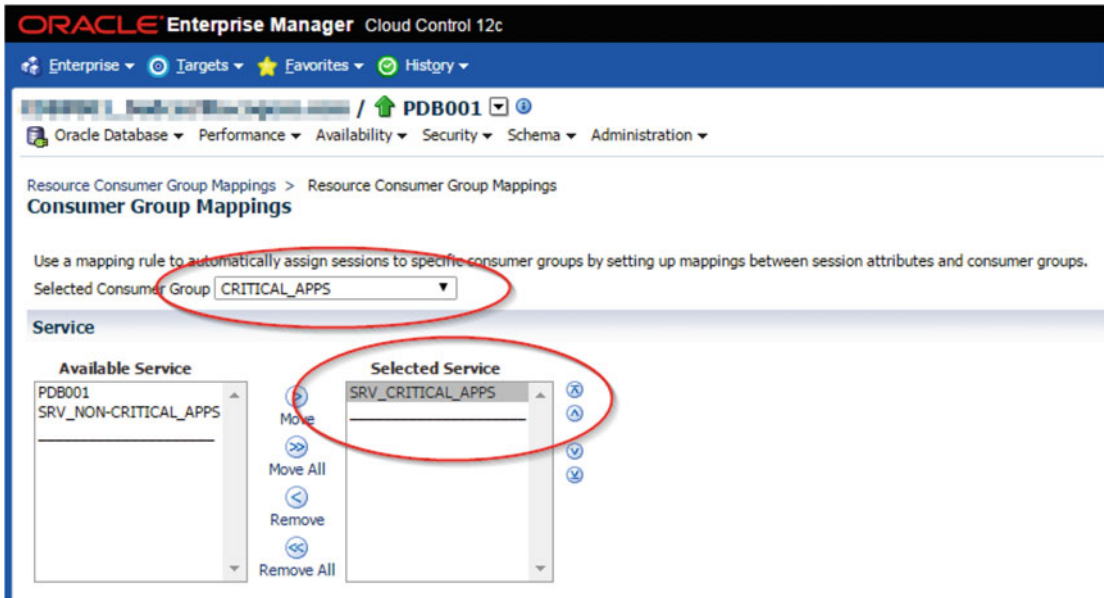 ORACLE Enterprise Manager Cloud Control 12c
Enterprise Targets Favorites History
/ PDB001
Oracle Database Performance Availability Security Schema Administration
Resource Consumer Group Mappings > Resource Consumer Group Mappings
Consumer Group Mappings
Use a mapping rule to automatically assign sessions to specific consumer groups by setting up mappings between session attributes and consumer groups.
Selected Consumer Group CRITICAL_APPS
Service
Available Service
PDB001
SRV_NON-CRITICAL_APPS
Move
Move All
Remove
Remove All
Selected Service
SRV_CRITICAL_APPS